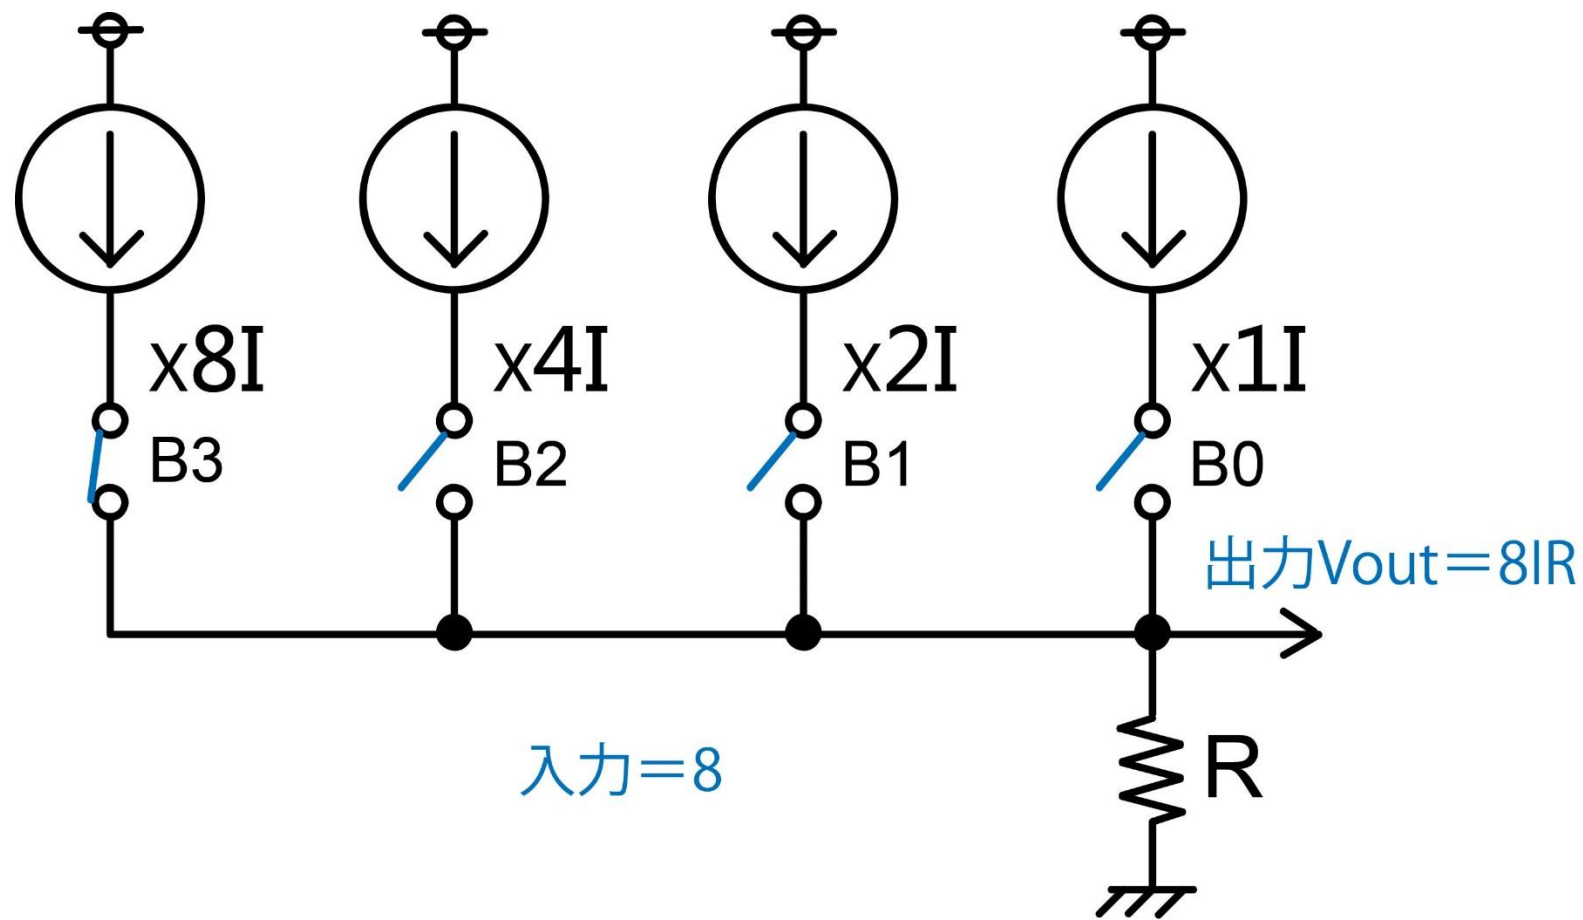 x8I
x4I
x2I
x1I
B3
B2
B1
B0
出力Vout＝8IR
入力＝8
R